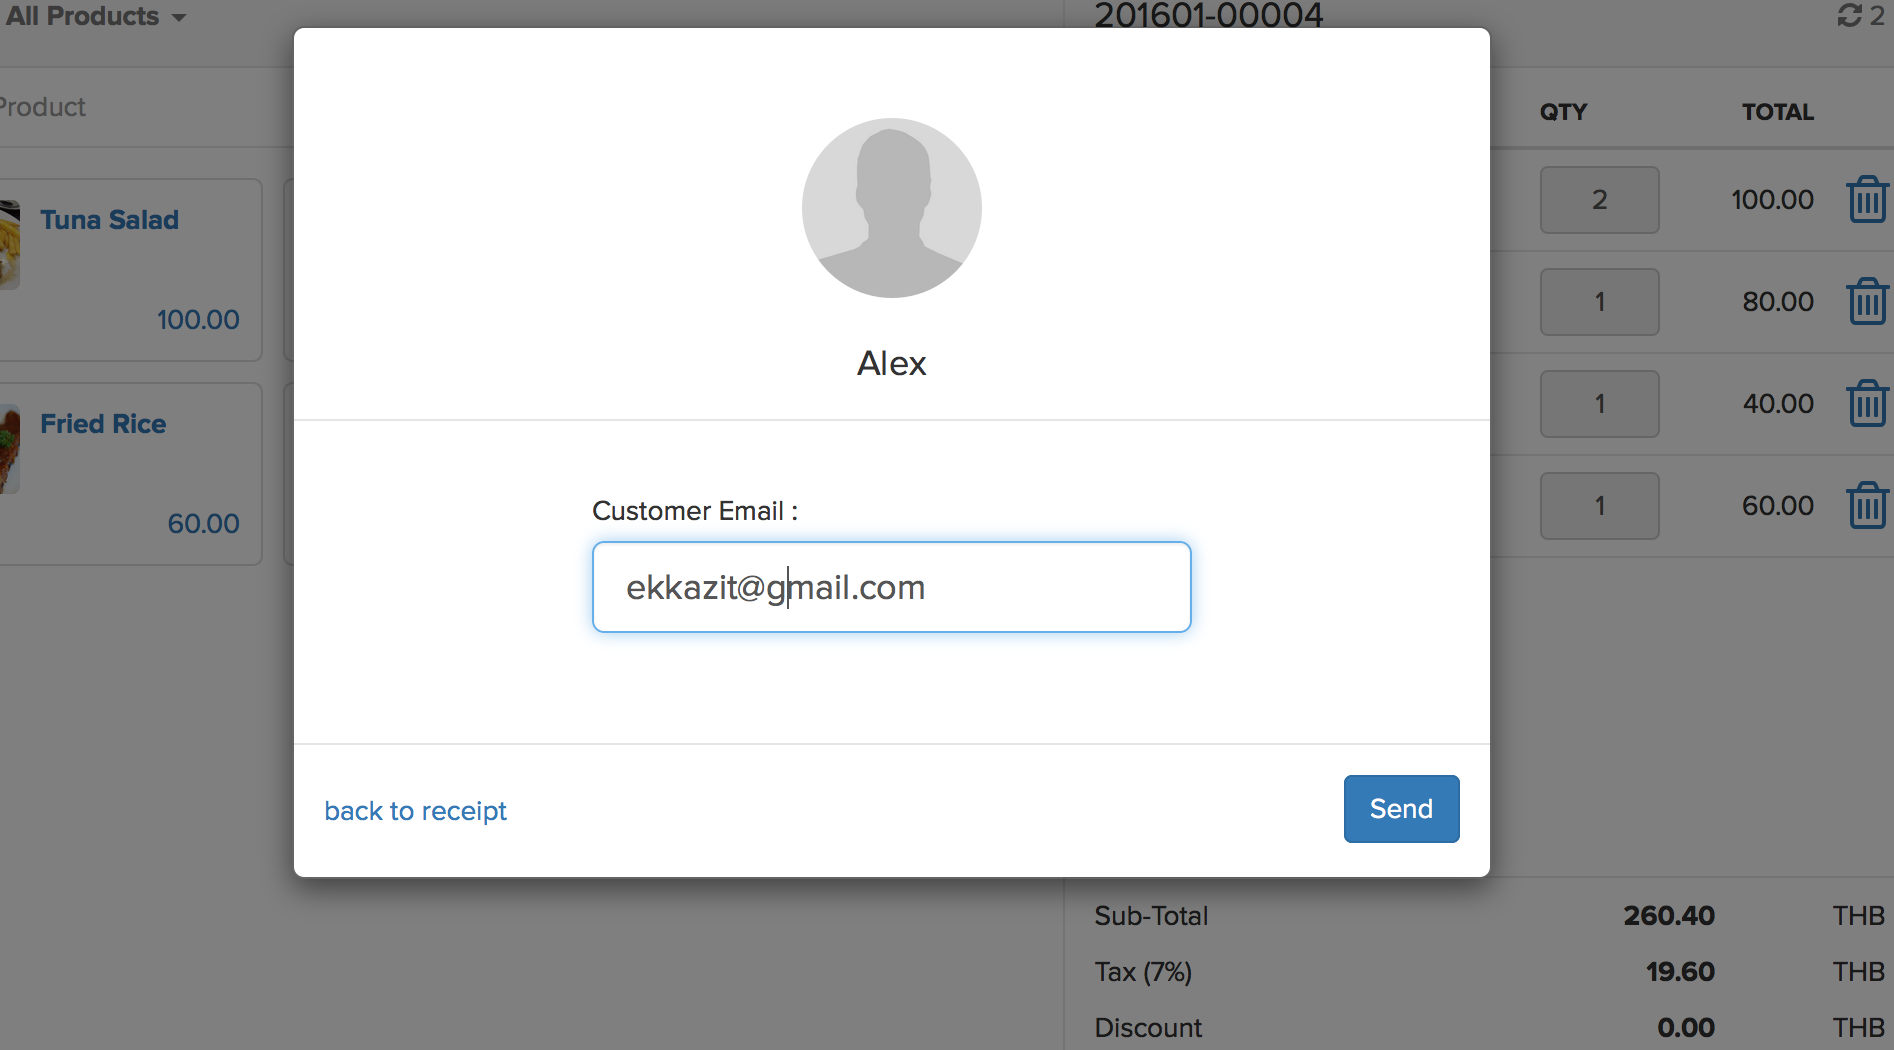 All Products
201601-00004
2
Product
QTY TOTAL
Tuna Salad
100.00
Fried Rice
60.00
2 100.00
1 80.00
1 40.00
1 60.00
Alex
Customer Email :
ekkazit@gmail.com
back to receipt
Send
Sub-Total 260.40 THB
Tax (7%) 19.60 THB
Discount 0.00 THB